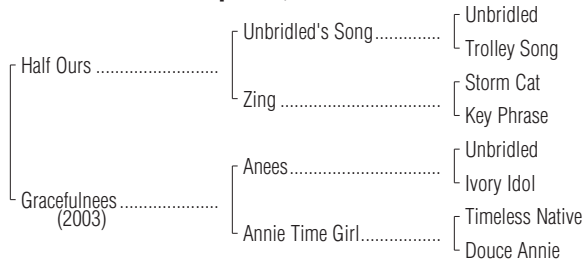 Unbridled
Unbridled's Song..............
Trolley Song
Half Ours ..........................
Storm Cat
Zing ..................................
Key Phrase
Unbridled
Anees................................
Ivory Idol
Gracefulnees.....................
(2003)
Timeless Native
Annie Time Girl.................
Douce Annie